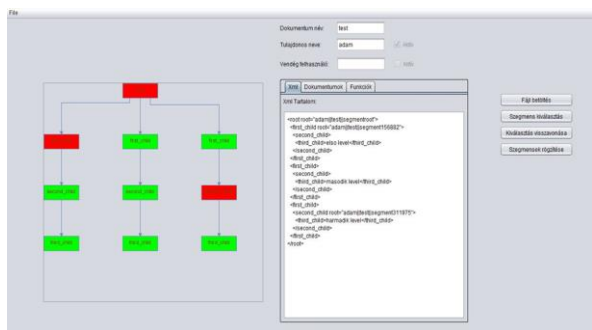 File
Dokumentum név: test
Tulajdonos neve: adam
Vendég felhasználó:
Xml Dokumentumok Funkciók
Xml Tartalom:
<root root="adam|test|segmentroot">
<first_child root="adam|test|segment156882">
<second_child>
<third_child>elso level</third_child>
</second_child>
</first_child>
<first_child>
<second_child>
<third_child>masodik level</third_child>
</second_child>
</first_child>
<first_child>
<second_child root="adam|test|segment311875">
<third_child>harmadik level</third_child>
</second_child>
</first_child>
</root>
Fájl betöltés
Szegmens kiválasztás
Kiválasztás visszavonása
Szegmensek rögzítése
first_child first_child
second_child second_child
third_child third_child third_child